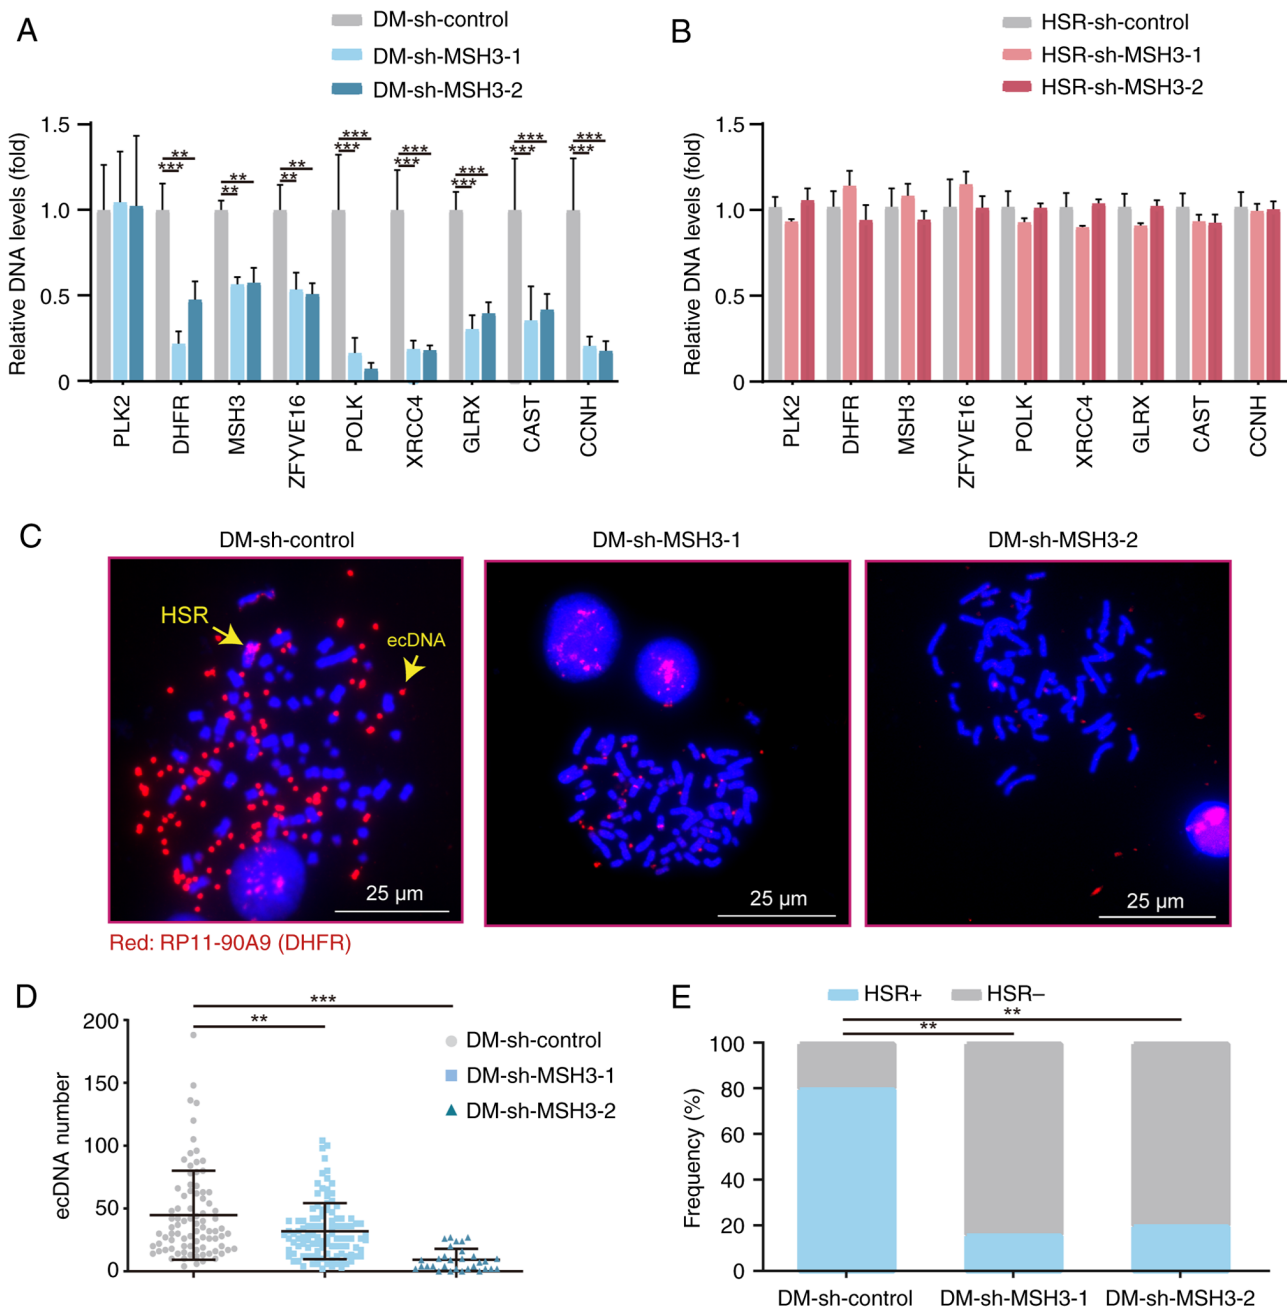 A
DM-sh-control
DM-sh-MSH3-1
DM-sh-MSH3-2
Relative DNA levels (fold)
1.5
1.0
0.5
0
***
**
**
**
**
**
***
***
***
***
***
***
***
***
***
***
PLK2
DHFR
MSH3
ZFYVE16
POLK
XRCC4
GLRX
CAST
CCNH
B
HSR-sh-control
HSR-sh-MSH3-1
HSR-sh-MSH3-2
Relative DNA levels (fold)
1.5
1.0
0.5
0
PLK2
DHFR
MSH3
ZFYVE16
POLK
XRCC4
GLRX
CAST
CCNH
C
DM-sh-control
DM-sh-MSH3-1
DM-sh-MSH3-2
HSR
ecDNA
25 µm
25 µm
25 µm
Red: RP11-90A9 (DHFR)
D
***
**
ecDNA number
200
150
100
50
0
DM-sh-control
DM-sh-MSH3-1
DM-sh-MSH3-2
E
HSR+
HSR–
**
**
Frequency (%)
100
80
60
40
20
0
DM-sh-control
DM-sh-MSH3-1
DM-sh-MSH3-2